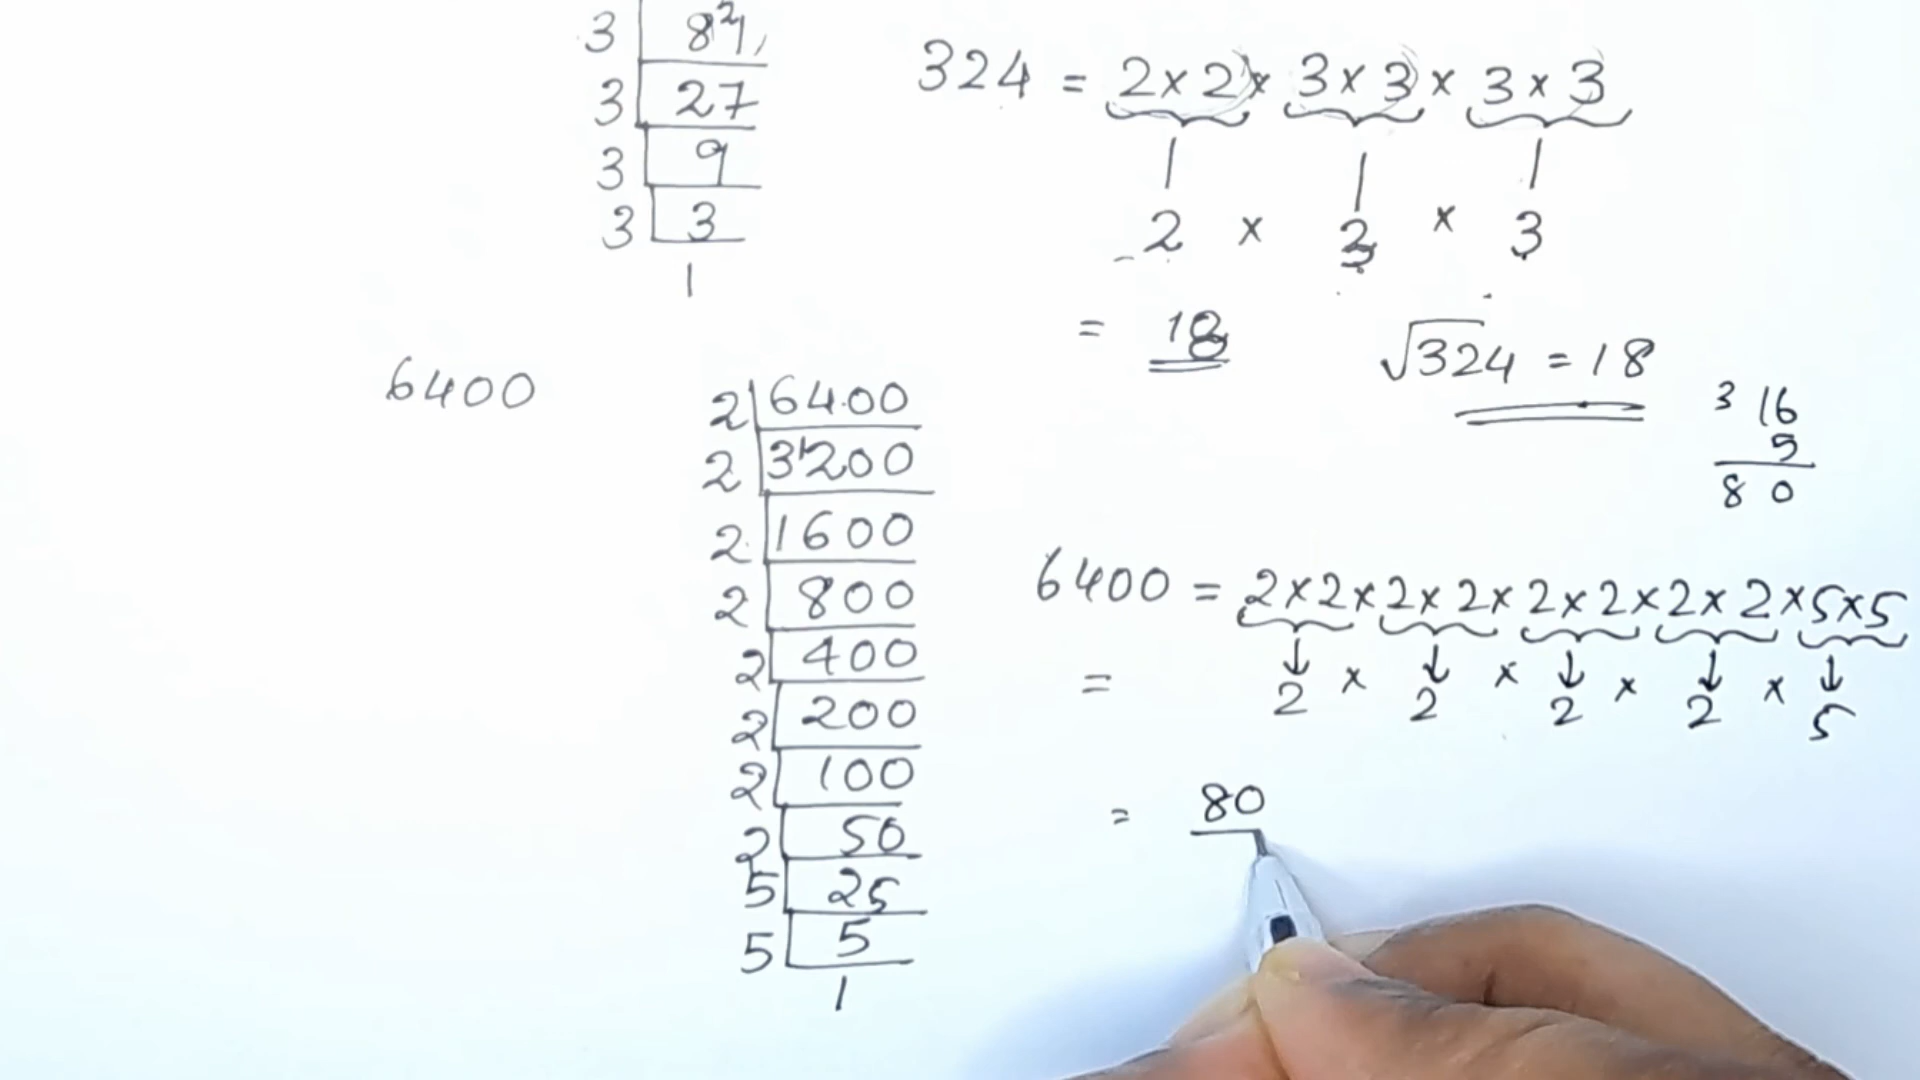 3 | 81
3 | 27
3 | 9
3 | 3
1
324 = 2 × 2 × 3 × 3 × 3 × 3
2 × 3 × 3
= 18
√324 = 18
3 16
5
8 0
6400
2 | 6400
2 | 3200
2 | 1600
2 | 800
2 | 400
2 | 200
2 | 100
2 | 50
5 | 25
5 | 5
1
6400 = 2 × 2 × 2 × 2 × 2 × 2 × 2 × 2 × 5 × 5
= 2 × 2 × 2 × 2 × 5
= 80